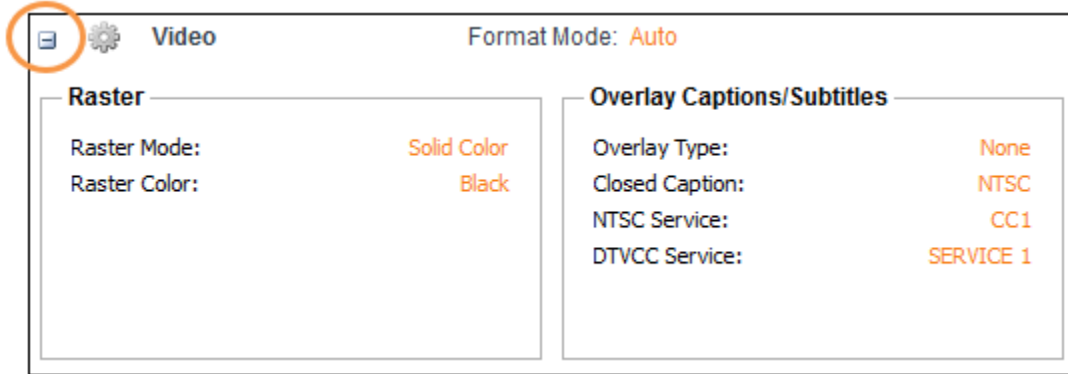 Video Format Mode: Auto
Raster
Raster Mode: Solid Color
Raster Color: Black
Overlay Captions/Subtitles
Overlay Type: None
Closed Caption: NTSC
NTSC Service: CC1
DTVCC Service: SERVICE 1